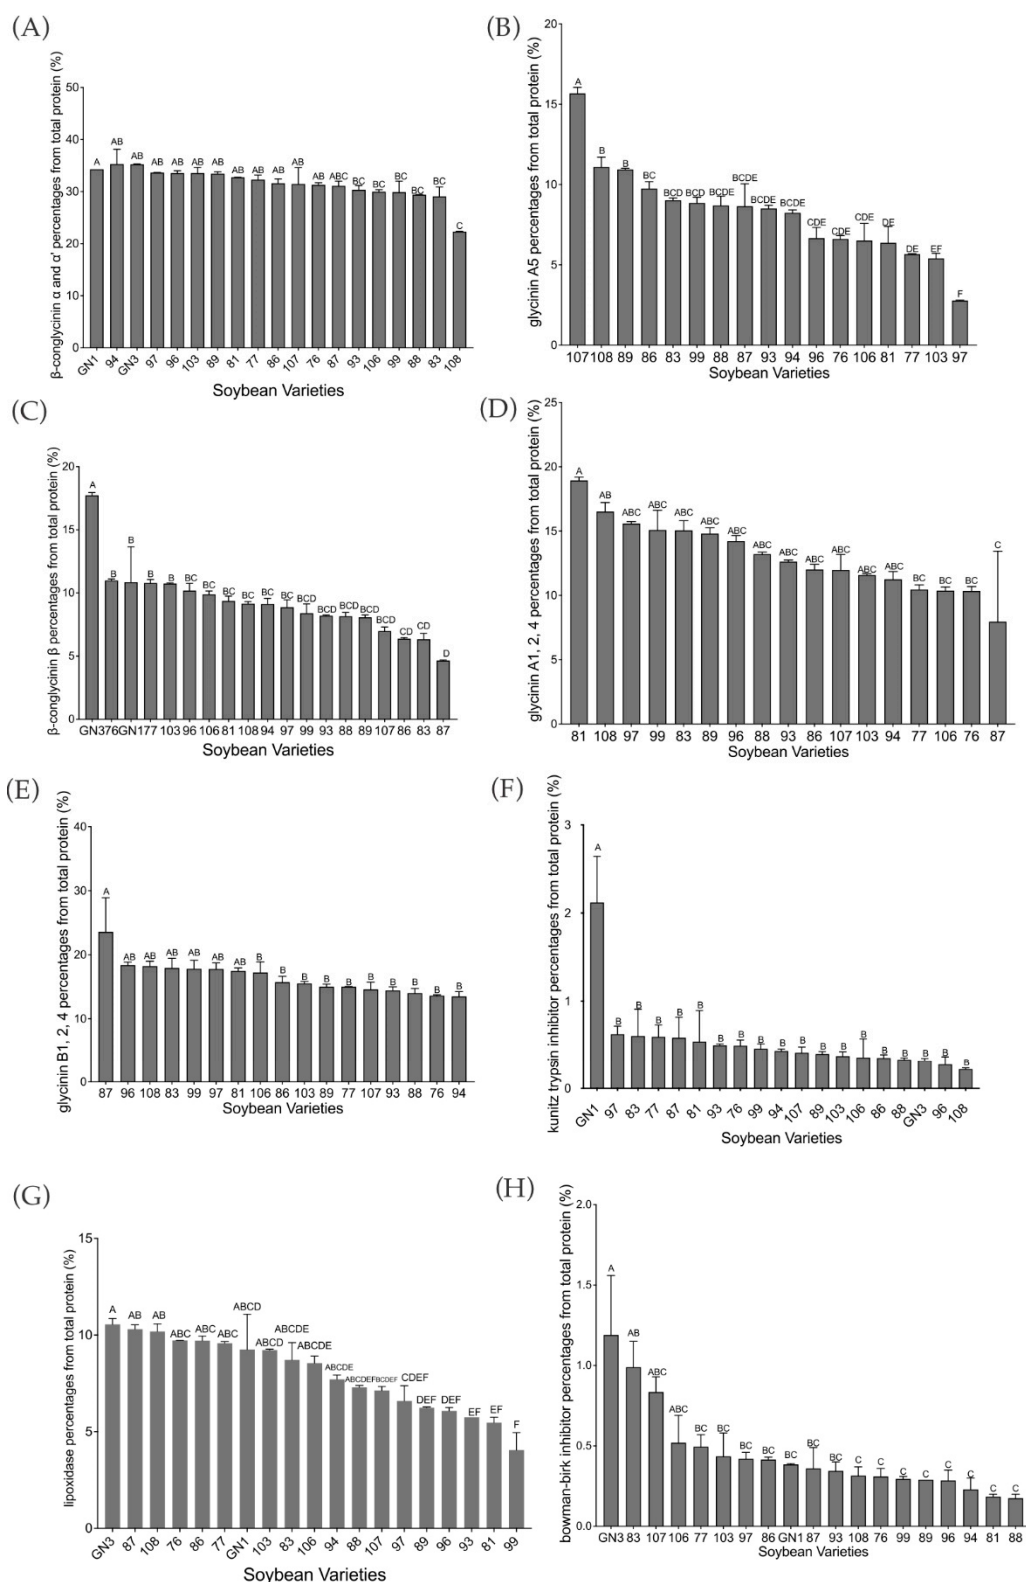 (A)
β-conglycinin α and α' percentages from total protein (%)
50
40
30
20
10
0
A AB AB AB AB AB AB AB AB AB AB AB ABC BC BC BC BC BC C
GN1 94 GN3 97 96 103 89 81 77 86 107 76 87 93 106 99 88 83 108
Soybean Varieties
(B)
glycinin A5 percentages from total protein (%)
20
15
10
5
0
A B B BC BCD BCD BCDE BCDE BCDE BCDE CDE CDE CDE DE DE EF F
107 108 89 86 83 99 88 87 93 94 96 76 106 81 77 103 97
Soybean Varieties
(C)
β-conglycinin β percentages from total protein (%)
20
15
10
5
0
A B B B B BC BC BC BC BC BC BCD BCD BCD BCD BCD CD CD D
GN376GN177 103 96 106 81 108 94 97 99 93 88 89 107 86 83 87
Soybean Varieties
(D)
glycinin A1, 2, 4 percentages from total protein (%)
25
20
15
10
5
0
A AB ABC ABC ABC ABC ABC ABC ABC ABC ABC ABC ABC BC BC BC C
81 108 97 99 83 89 96 88 93 86 107 103 94 77 106 76 87
Soybean Varieties
(E)
glycinin B1, 2, 4 percentages from total protein (%)
40
30
20
10
0
A AB AB AB AB AB AB B B B B B B B B B B
87 96 108 83 99 97 81 106 86 103 89 77 107 93 88 76 94
Soybean Varieties
(F)
kunitz trypsin inhibitor percentages from total protein (%)
3
2
1
0
A B B B B B B B B B B B B B B B B B B
GN1 97 83 77 87 81 93 76 99 94 107 89 103 106 86 88 GN3 96 108
Soybean Varieties
(G)
lipoxidase percentages from total protein (%)
15
10
5
0
A AB AB ABC ABC ABC ABCD ABCD ABCDE ABCDE ABCDE ABCDEF BCDEF CDEF DEF DEF EF EF F
GN3 87 108 76 86 77 GN1 103 83 106 94 88 107 97 89 96 93 81 99
Soybean Varieties
(H)
bowman-birk inhibitor percentages from total protein (%)
2.0
1.5
1.0
0.5
0.0
A AB ABC ABC BC BC BC BC BC BC BC C C C C C C C C
GN3 83 107 106 77 103 97 86 GN1 87 93 108 76 99 89 96 94 81 88
Soybean Varieties